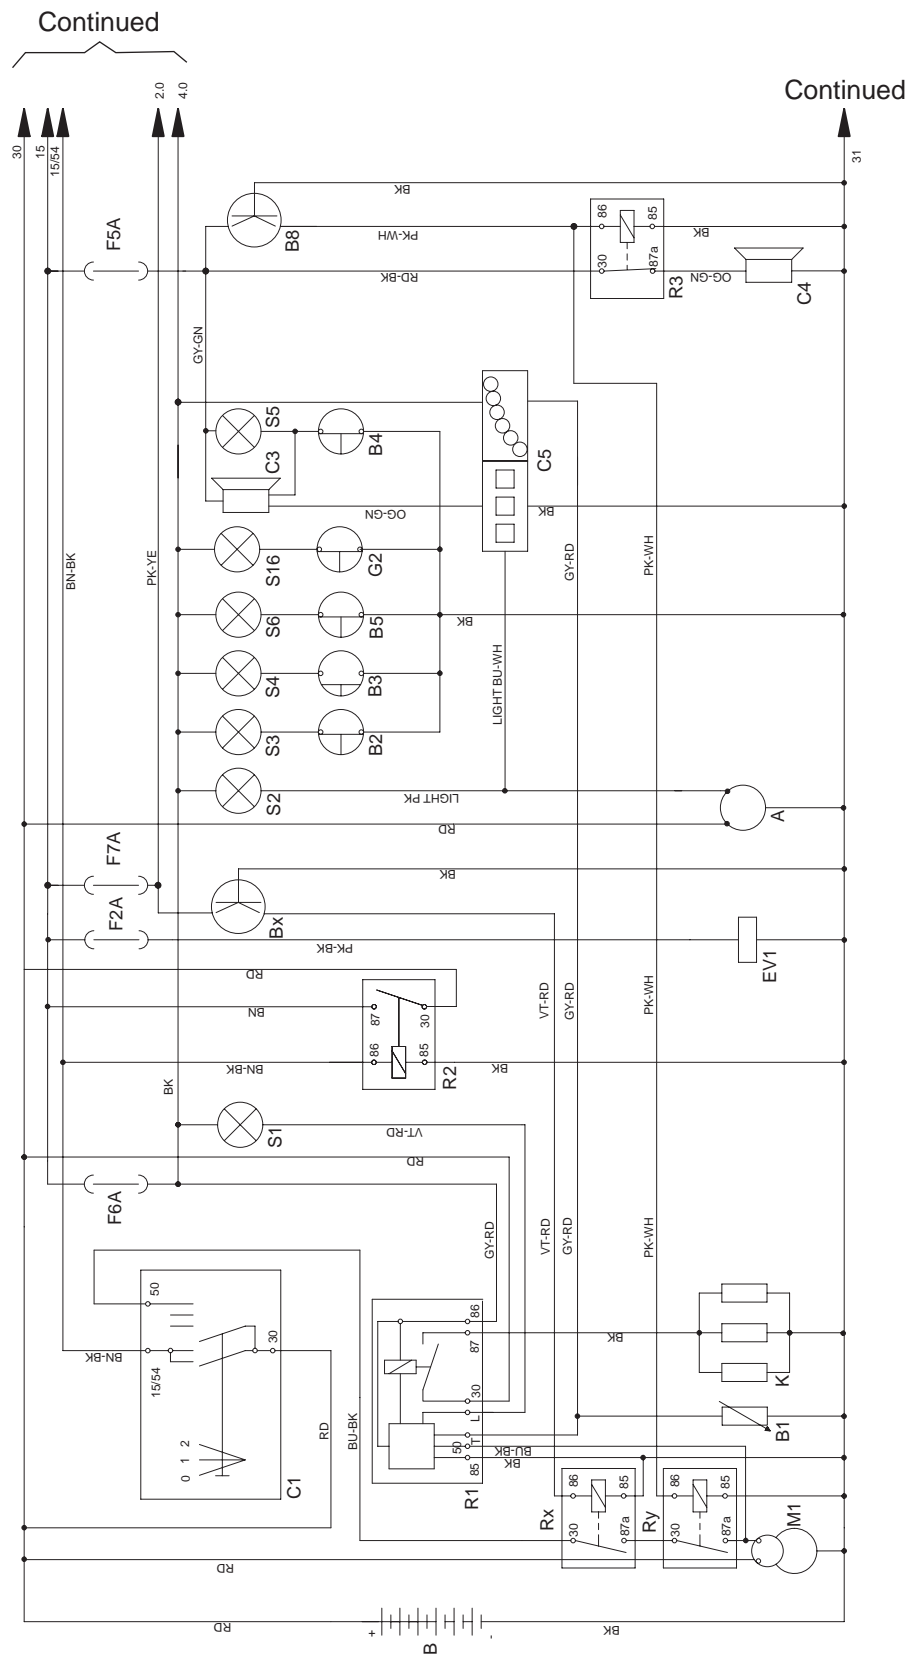 Continued
Continued
30
15
15/54
2.0
4.0
31
F5A
B8
BK
PK-WH
86
85
BK
30
87a
RD-BK
R3
OG-GN
C4
GY-GN
S5
B4
C3
C5
OG-GN
BK
BN-BK
PK-YE
S16
G2
GY-RD
PK-WH
S6
B5
BK
S4
B3
LIGHT BU-WH
S3
B2
S2
LIGHT PK
A
RD
F7A
F2A
BK
Bx
PK-BK
EV1
RD
BN
87
30
VT-RD
GY-RD
PK-WH
86
85
BN-BK
R2
BK
BK
S1
VT-RD
RD
F6A
GY-RD
VT-RD
GY-RD
PK-WH
50
BN-BK
15/54
30
86
87
BK
30
L
T
50
BU-BK
BK
85
R1
K
B1
0 1 2
C1
RD
BU-BK
Rx
86
85
30
87a
Ry
86
85
30
87a
M1
RD
RD
+
B
-
BK